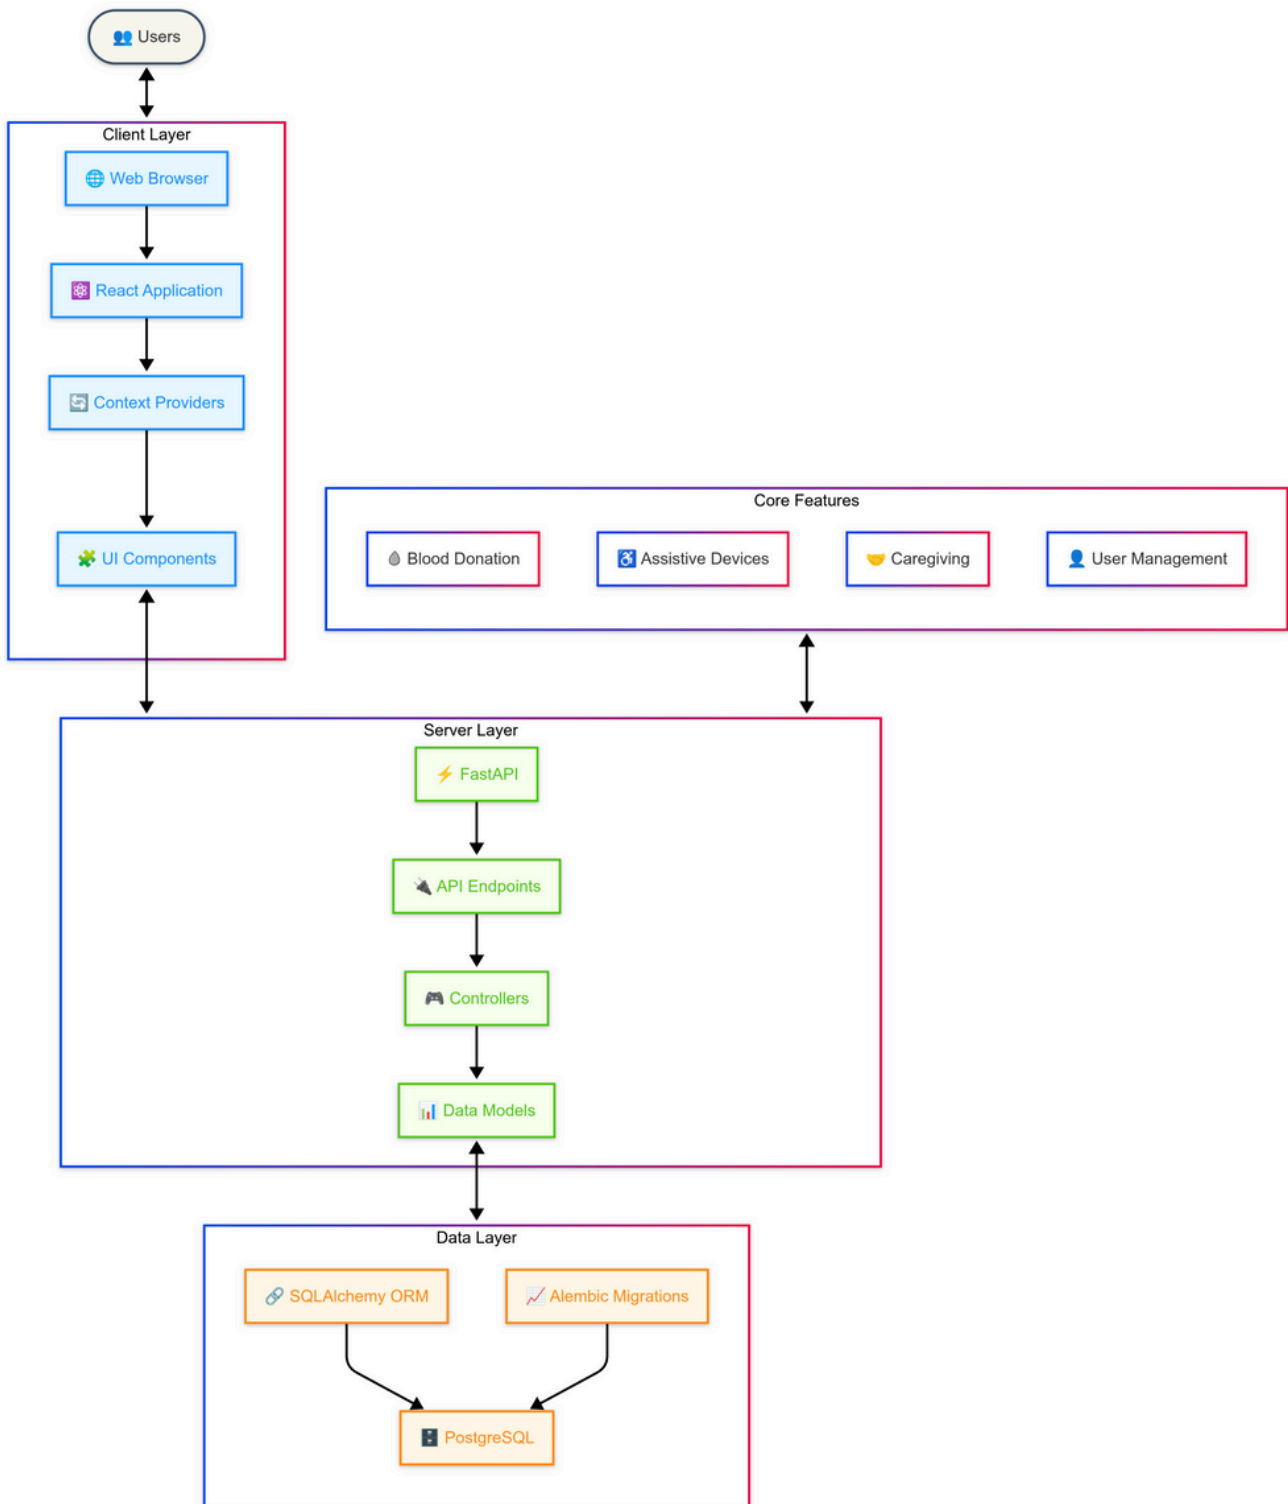 Users
Client Layer
Web Browser
React Application
Context Providers
UI Components
Core Features
Blood Donation
Assistive Devices
Caregiving
User Management
Server Layer
FastAPI
API Endpoints
Controllers
Data Models
Data Layer
SQLAlchemy ORM
Alembic Migrations
PostgreSQL